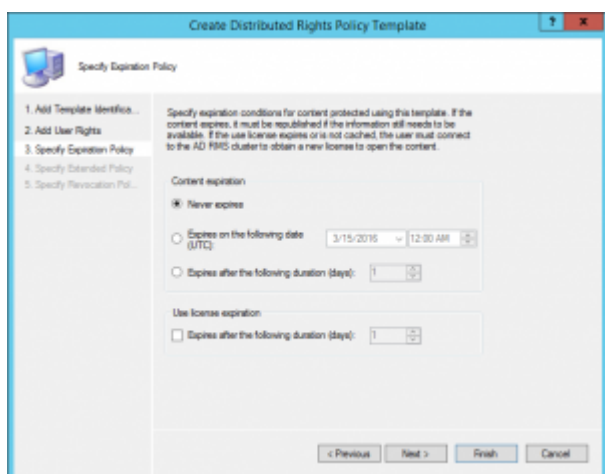 Create Distributed Rights Policy Template
? x
Specify Expiration Policy
1. Add Template Identifica...
2. Add User Rights
3. Specify Expiration Policy
4. Specify Extended Policy
5. Specify Revocation Pol...
Specify expiration conditions for content protected using this template. If the
content expires, it must be republished if the information still needs to be
available. If the use license expires or is not cached, the user must connect
to the AD RMS cluster to obtain a new license to open the content.
Content expiration
Never expires
Expires on the following date
(UTC):
3/15/2016 12:00 AM
Expires after the following duration (days): 1
Use license expiration
Expires after the following duration (days): 1
< Previous Next > Finish Cancel